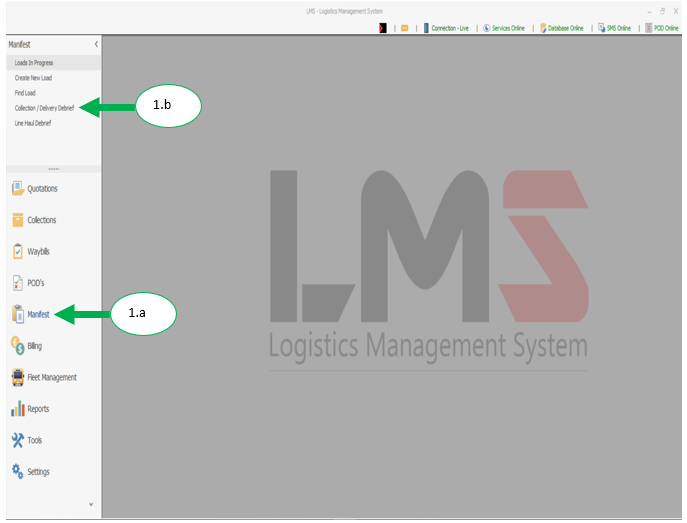 LMS - Logistics Management System
Connection - Live | Services Online | Database Online | SMS Online | POD Online
Manifest
Loads In Progress
Create New Load
Find Load
Collection / Delivery Debrief
1.b
Line Haul Debrief
Quotations
Collections
Waybills
POD's
Manifest
1.a
Billing
Fleet Management
Reports
Tools
Settings
LMS
Logistics Management System